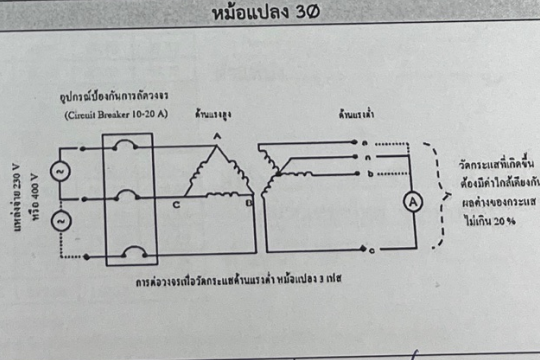 หม้อแปลง 3Ø
อุปกรณ์ป้องกันการลัดวงจร
(Circuit Breaker 10-20 A)
ด้านแรงสูง
ด้านแรงต่ำ
แหล่งจ่าย 230 V
หรือ 400 V
~
~
A
C
B
a
n
b
c
A
วัดกระแสที่เกิดขึ้น
ต้องมีค่าใกล้เคียงกัน
ผลต่างของกระแส
ไม่เกิน 20 %
การต่อวงจรเพื่อวัดกระแสด้านแรงต่ำ หม้อแปลง 3 เฟส